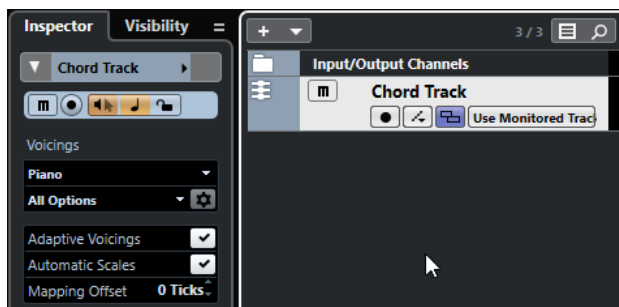 Inspector
Visibility
Chord Track
m
Voicings
Piano
All Options
Adaptive Voicings
Automatic Scales
Mapping Offset 0 Ticks
+
3 / 3
Input/Output Channels
m Chord Track
Use Monitored Trac